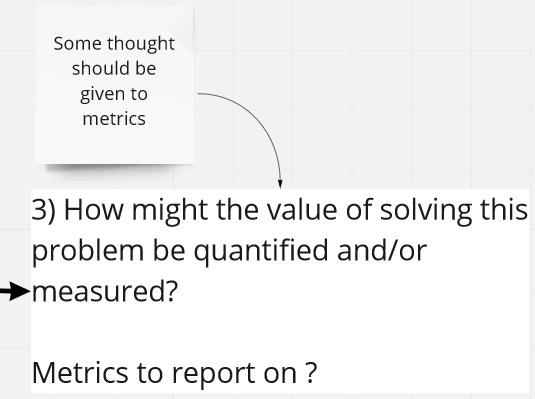 Some thought
should be
given to
metrics
3) How might the value of solving this
problem be quantified and/or
measured?
Metrics to report on ?